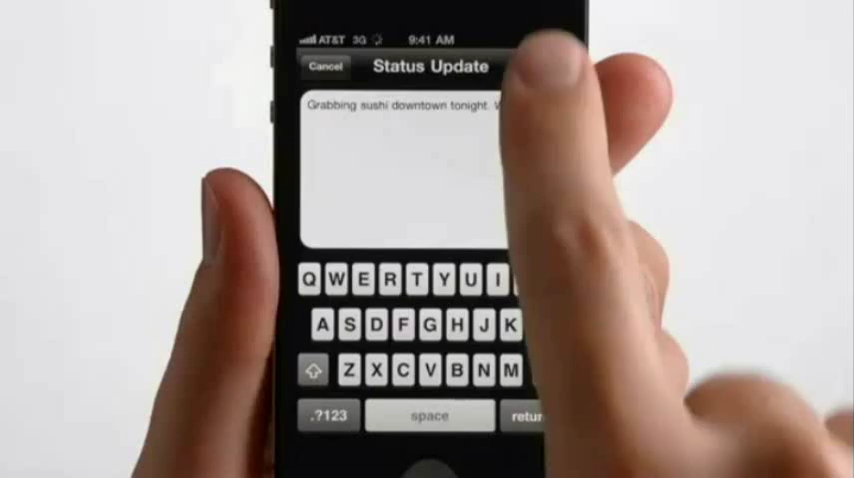 AT&T 3G 9:41 AM
Cancel Status Update
Grabbing sushi downtown tonight.
Q W E R T Y U I
A S D F G H J K
Z X C V B N M
.?123 space